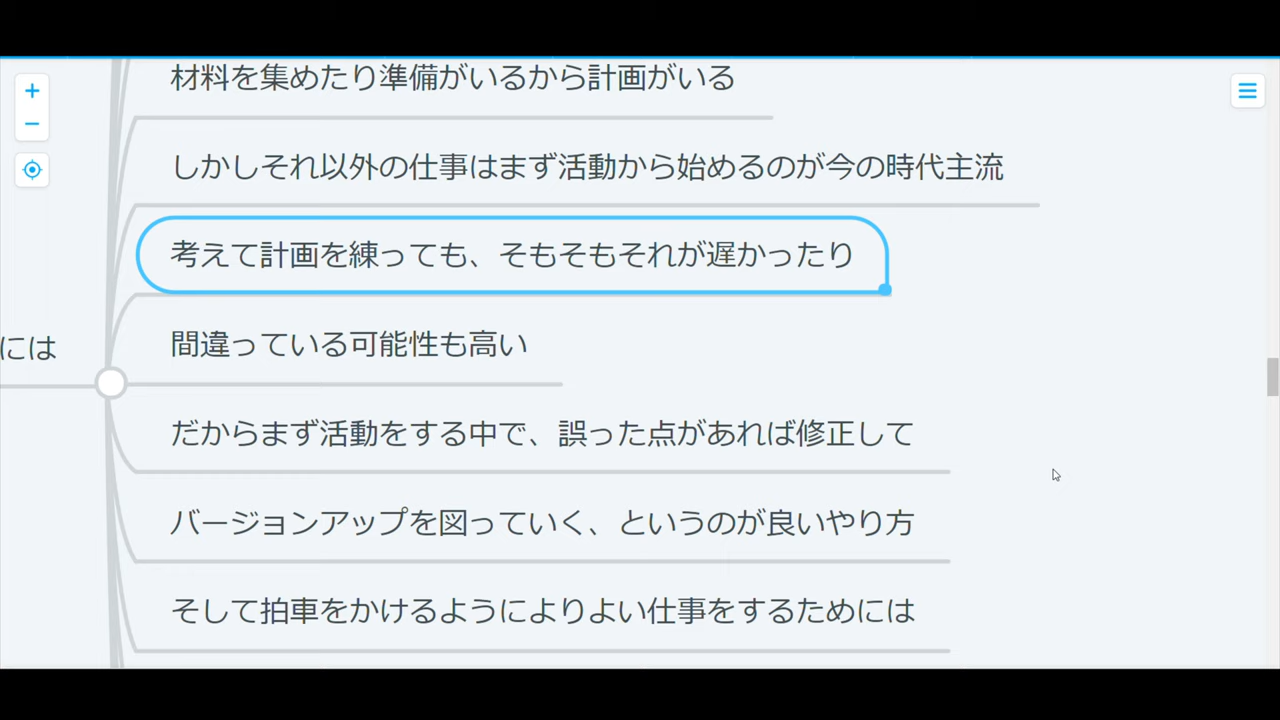 材料を集めたり準備がいるから計画がいる
しかしそれ以外の仕事はまず活動から始めるのが今の時代主流
考えて計画を練っても、そもそもそれが遅かったり
には
間違っている可能性も高い
だからまず活動をする中で、誤った点があれば修正して
バージョンアップを図っていく、というのが良いやり方
そして拍車をかけるようによりよい仕事をするためには